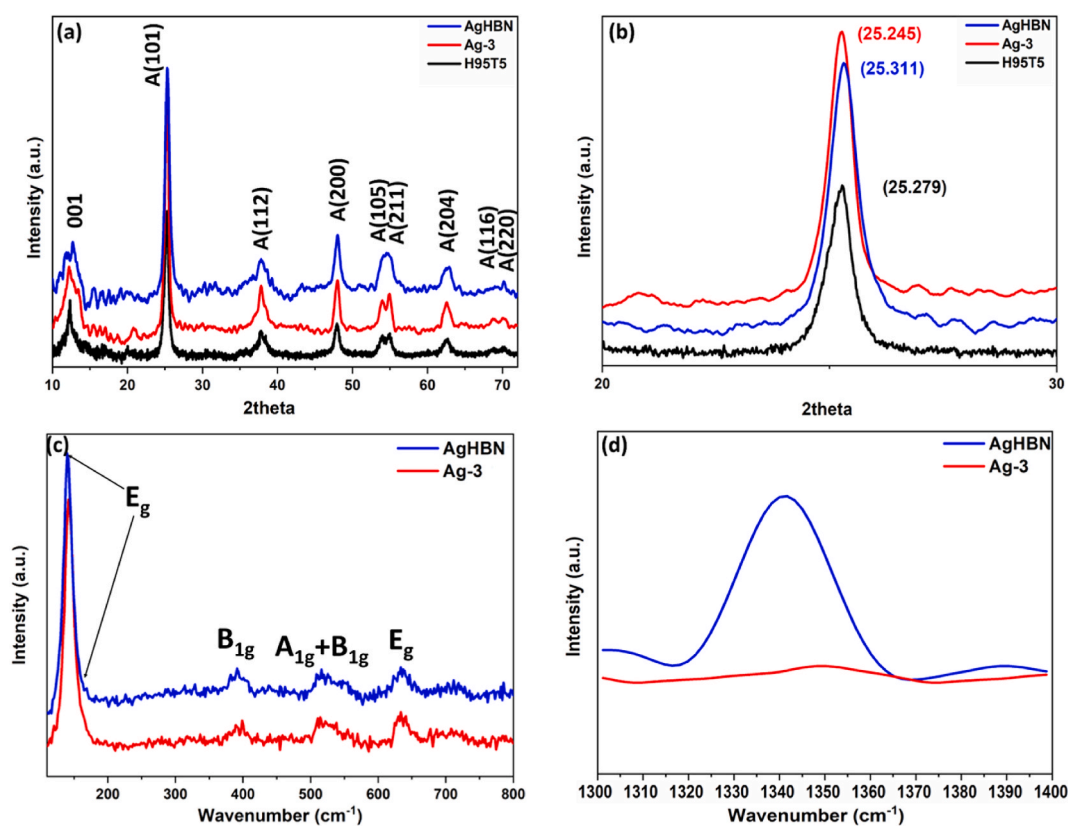 (a)
AgHBN
Ag-3
H95T5
A(101)
001
A(112)
A(200)
A(105)
A(211)
A(204)
A(116)
A(220)
Intensity (a.u.)
10 20 30 40 50 60 70
2theta
(b)
AgHBN
Ag-3
H95T5
(25.245)
(25.311)
(25.279)
Intensity (a.u.)
20 30
2theta
(c)
AgHBN
Ag-3
Eg
B1g
A1g+B1g
Eg
Intensity (a.u.)
200 300 400 500 600 700 800
Wavenumber (cm-1)
(d)
AgHBN
Ag-3
Intensity (a.u.)
1300 1310 1320 1330 1340 1350 1360 1370 1380 1390 1400
Wavenumber (cm-1)